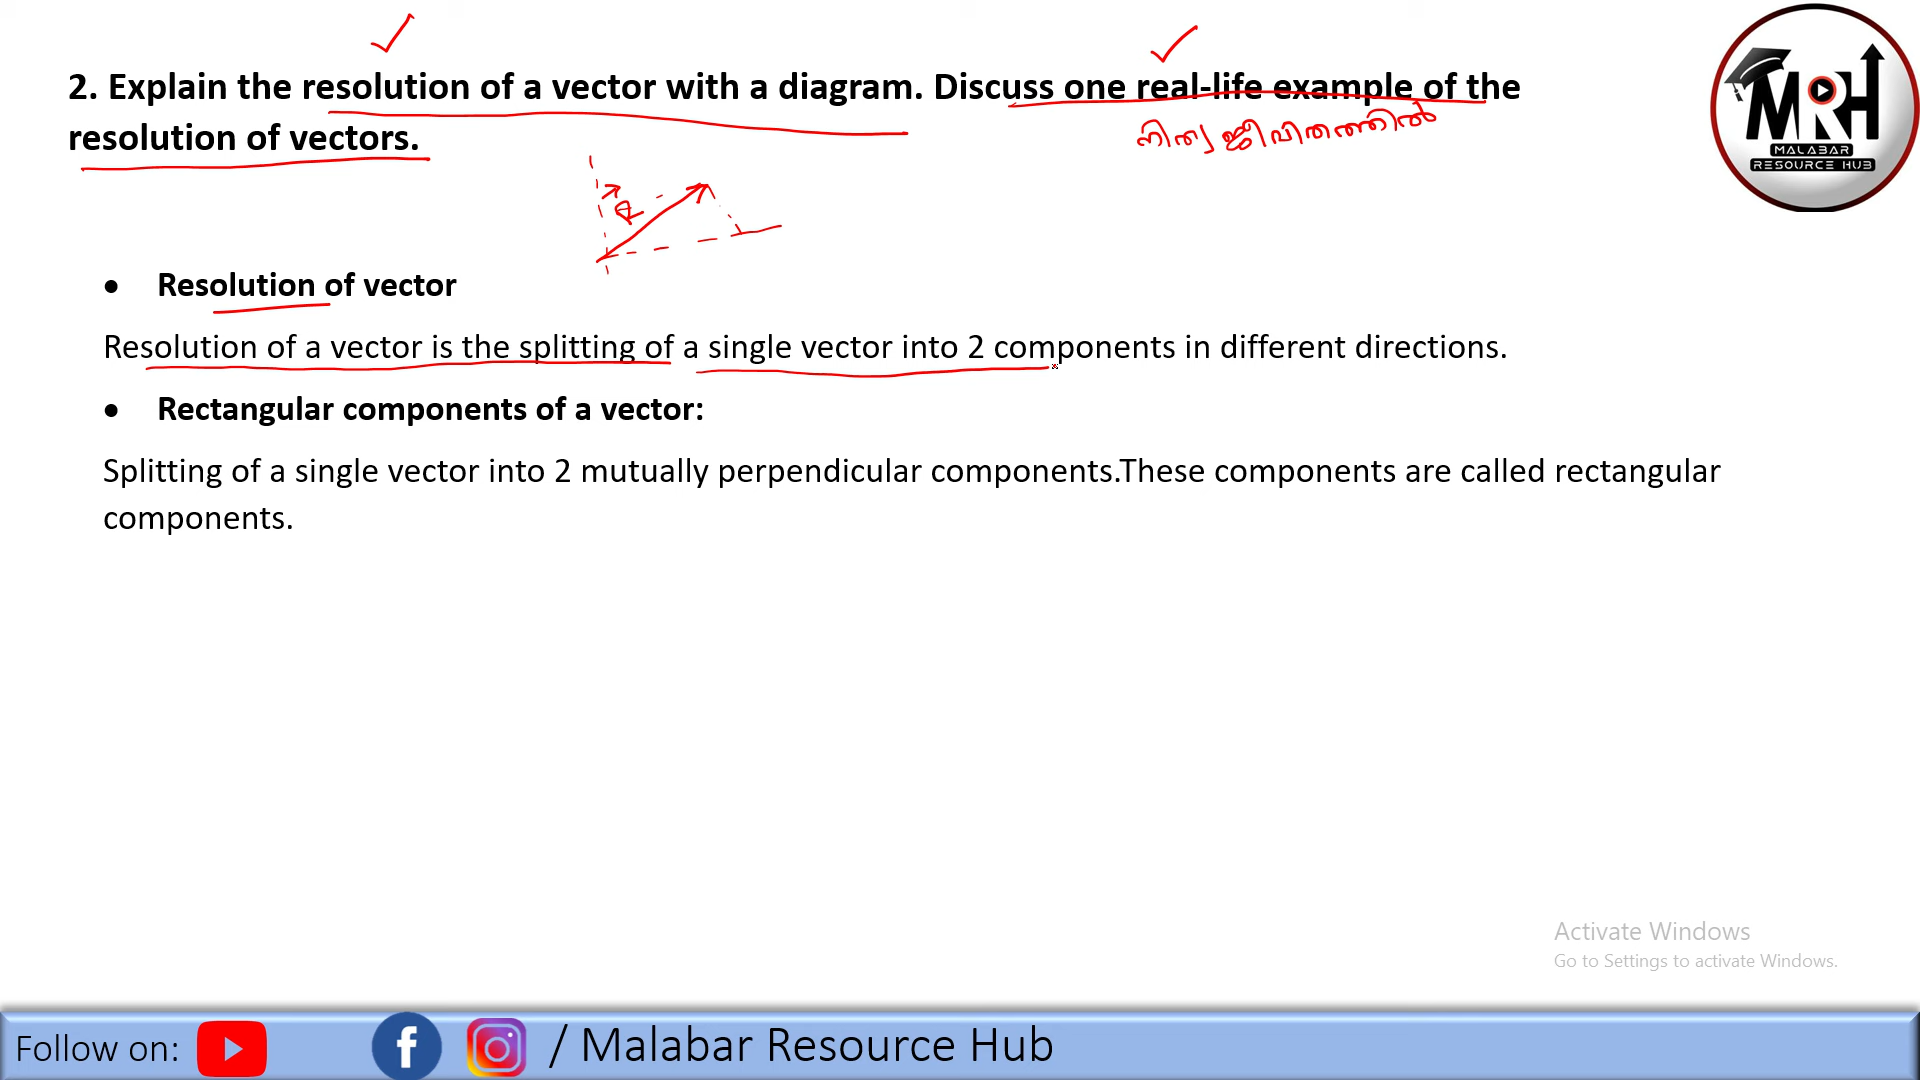 2. Explain the resolution of a vector with a diagram. Discuss one real-life example of the
resolution of vectors.
നിത്യജീവിതത്തിൽ
MRH
MALABAR
RESOURCE HUB
R
• Resolution of vector
Resolution of a vector is the splitting of a single vector into 2 components in different directions.
• Rectangular components of a vector:
Splitting of a single vector into 2 mutually perpendicular components.These components are called rectangular
components.
Activate Windows
Go to Settings to activate Windows.
Follow on: / Malabar Resource Hub